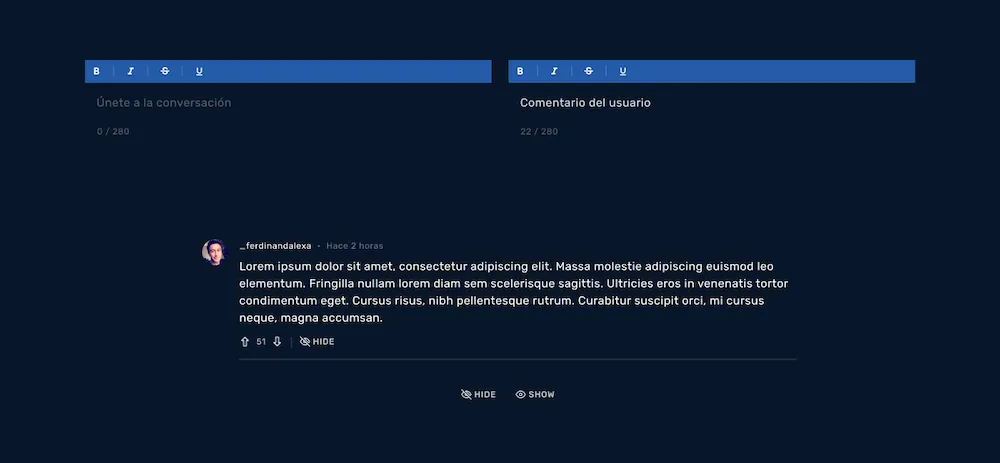 B I S U
B I S U
Únete a la conversación
Comentario del usuario
0 / 280
22 / 280
_ferdinandalexa · Hace 2 horas
Lorem ipsum dolor sit amet, consectetur adipiscing elit. Massa molestie adipiscing euismod leo
elementum. Fringilla nullam lorem diam sem scelerisque sagittis. Ultricies eros in venenatis tortor
condimentum eget. Cursus risus, nibh pellentesque rutrum. Curabitur suscipit orci, mi cursus
neque, magna accumsan.
51 HIDE
HIDE SHOW